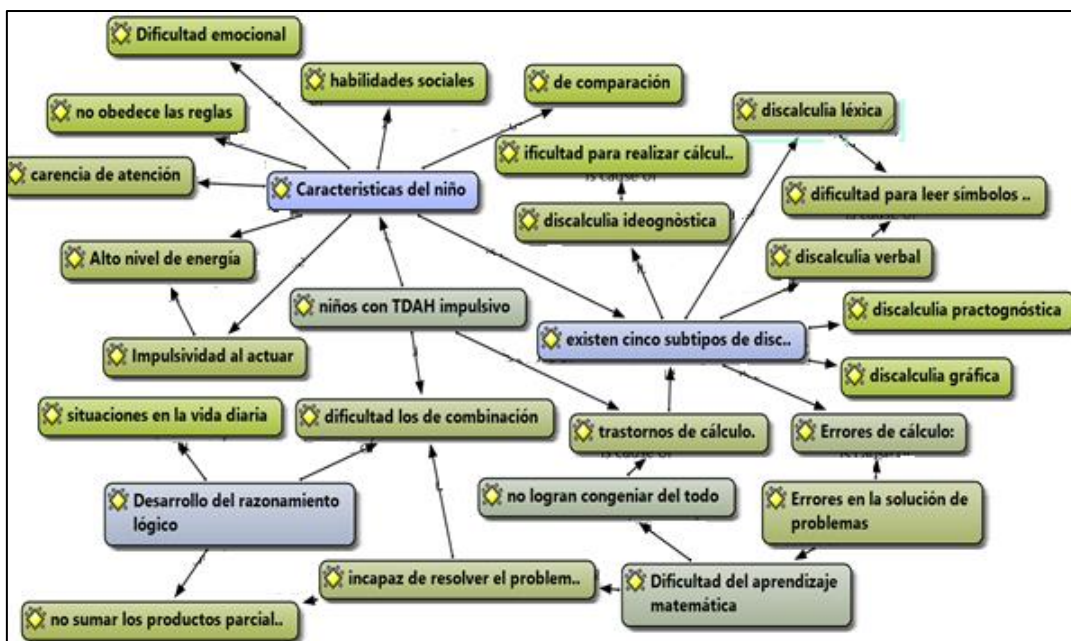 Dificultad emocional
habilidades sociales
de comparación
no obedece las reglas
discalculia léxica
ificultad para realizar cálcul..
is cause of
carencia de atención
Caracteristicas del niño
dificultad para leer símbolos ..
is cause of
discalculia ideognòstica
Alto nivel de energía
discalculia verbal
niños con TDAH impulsivo
discalculia practognóstica
existen cinco subtipos de disc..
Impulsividad al actuar
discalculia gráfica
situaciones en la vida diaria
dificultad los de combinación
trastornos de cálculo.
is cause of
Errores de cálculo:
is cause of
Desarrollo del razonamiento
lógico
no logran congeniar del todo
Errores en la solución de
problemas
incapaz de resolver el problem..
Dificultad del aprendizaje
matemática
no sumar los productos parcial..